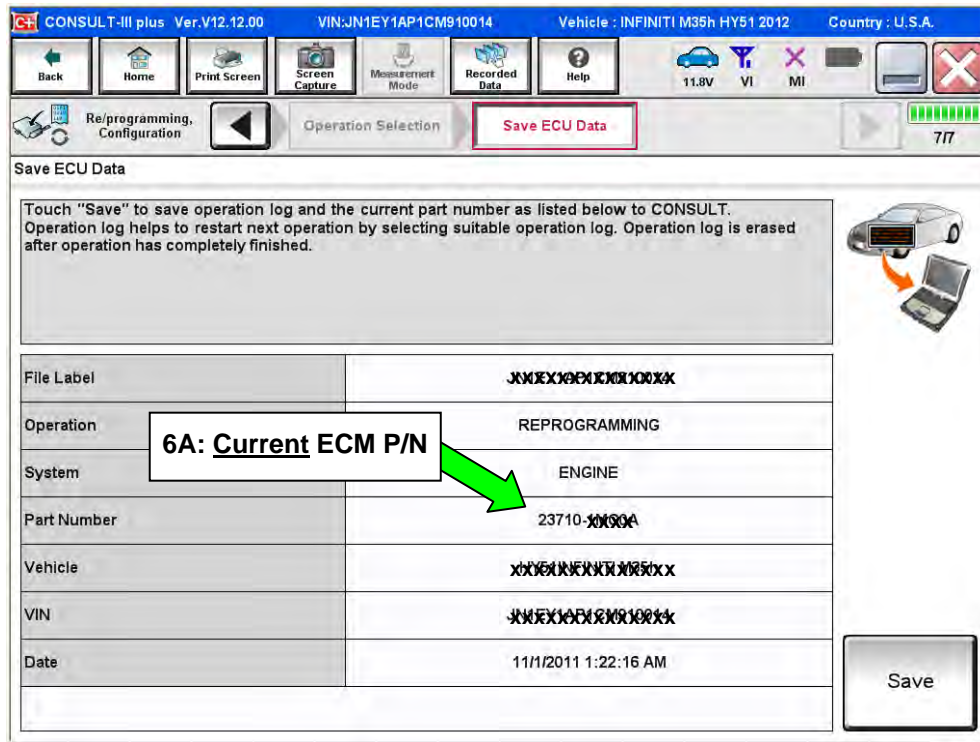 C+ CONSULT-III plus Ver.V12.12.00 VIN:JN1EY1AP1CM910014 Vehicle : INFINITI M35h HY51 2012 Country : U.S.A.
Back
Home
Print Screen
Screen Capture
Measurement Mode
Recorded Data
Help
11.8V
VI
MI
Re/programming, Configuration
Operation Selection
Save ECU Data
7/7
Save ECU Data
Touch "Save" to save operation log and the current part number as listed below to CONSULT.
Operation log helps to restart next operation by selecting suitable operation log. Operation log is erased
after operation has completely finished.
File Label
Operation REPROGRAMMING
6A: Current ECM P/N
System ENGINE
Part Number 23710-
Vehicle
VIN
Date 11/1/2011 1:22:16 AM
Save